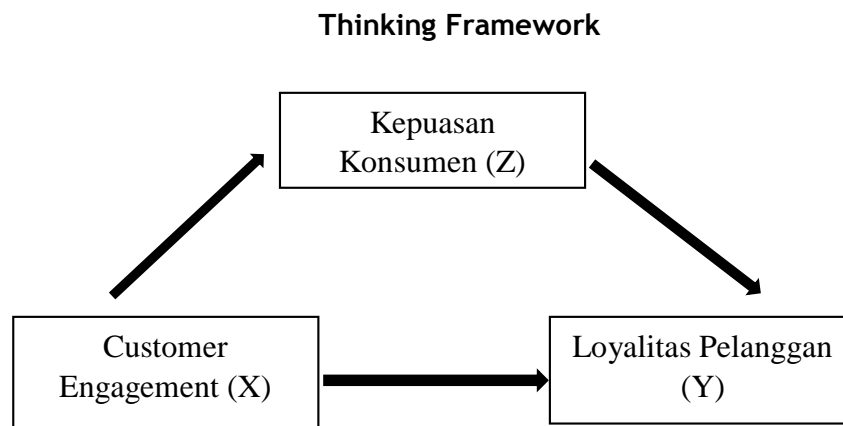 Thinking Framework
Kepuasan
Konsumen (Z)
Customer
Engagement (X)
Loyalitas Pelanggan
(Y)